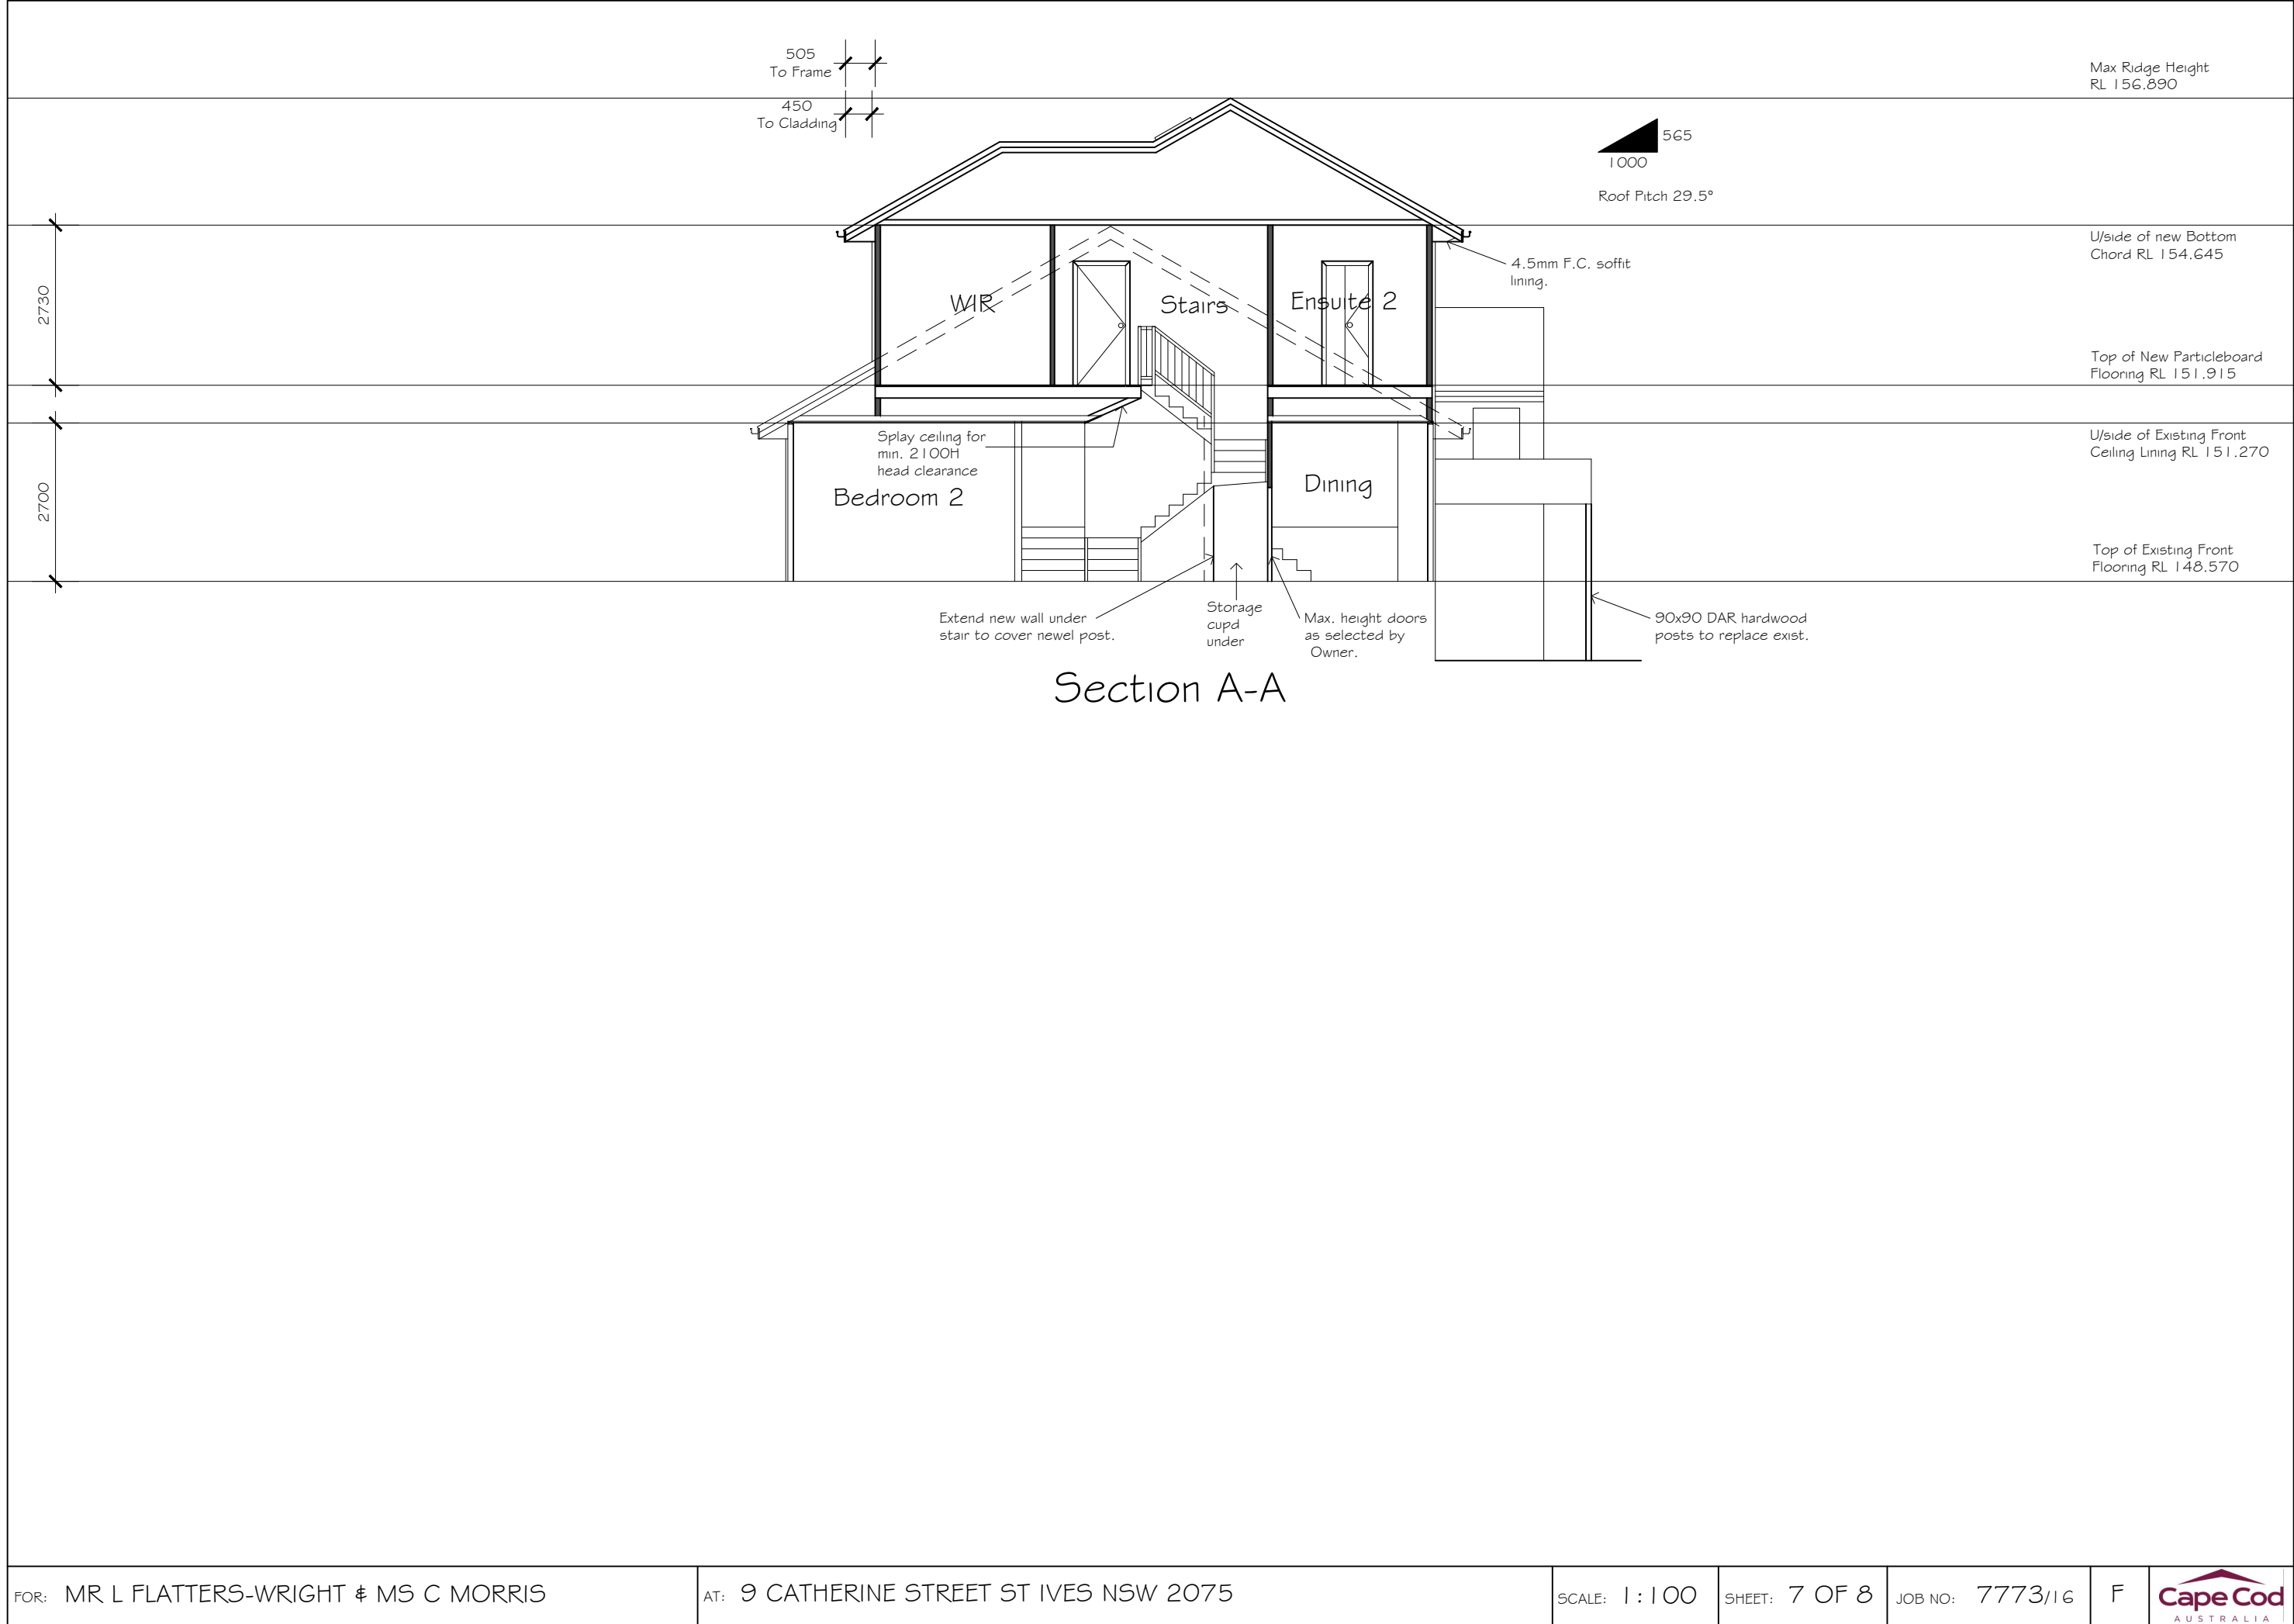 505
To Frame
450
To Cladding
Max Ridge Height
RL 156.890
565
1000
Roof Pitch 29.5°
U/side of new Bottom
Chord RL 154.645
4.5mm F.C. soffit
lining.
2730
WIR
Stairs
Ensuite 2
Top of New Particleboard
Flooring RL 151.915
Splay ceiling for
min. 2100H
head clearance
U/side of Existing Front
Ceiling Lining RL 151.270
2700
Bedroom 2
Dining
Top of Existing Front
Flooring RL 148.570
Extend new wall under
stair to cover newel post.
Storage
cupd
under
Max. height doors
as selected by
Owner.
90x90 DAR hardwood
posts to replace exist.
Section A-A
FOR: MR L FLATTERS-WRIGHT & MS C MORRIS
AT: 9 CATHERINE STREET ST IVES NSW 2075
SCALE: 1:100
SHEET: 7 OF 8
JOB NO: 7773/16
F
Cape Cod
AUSTRALIA